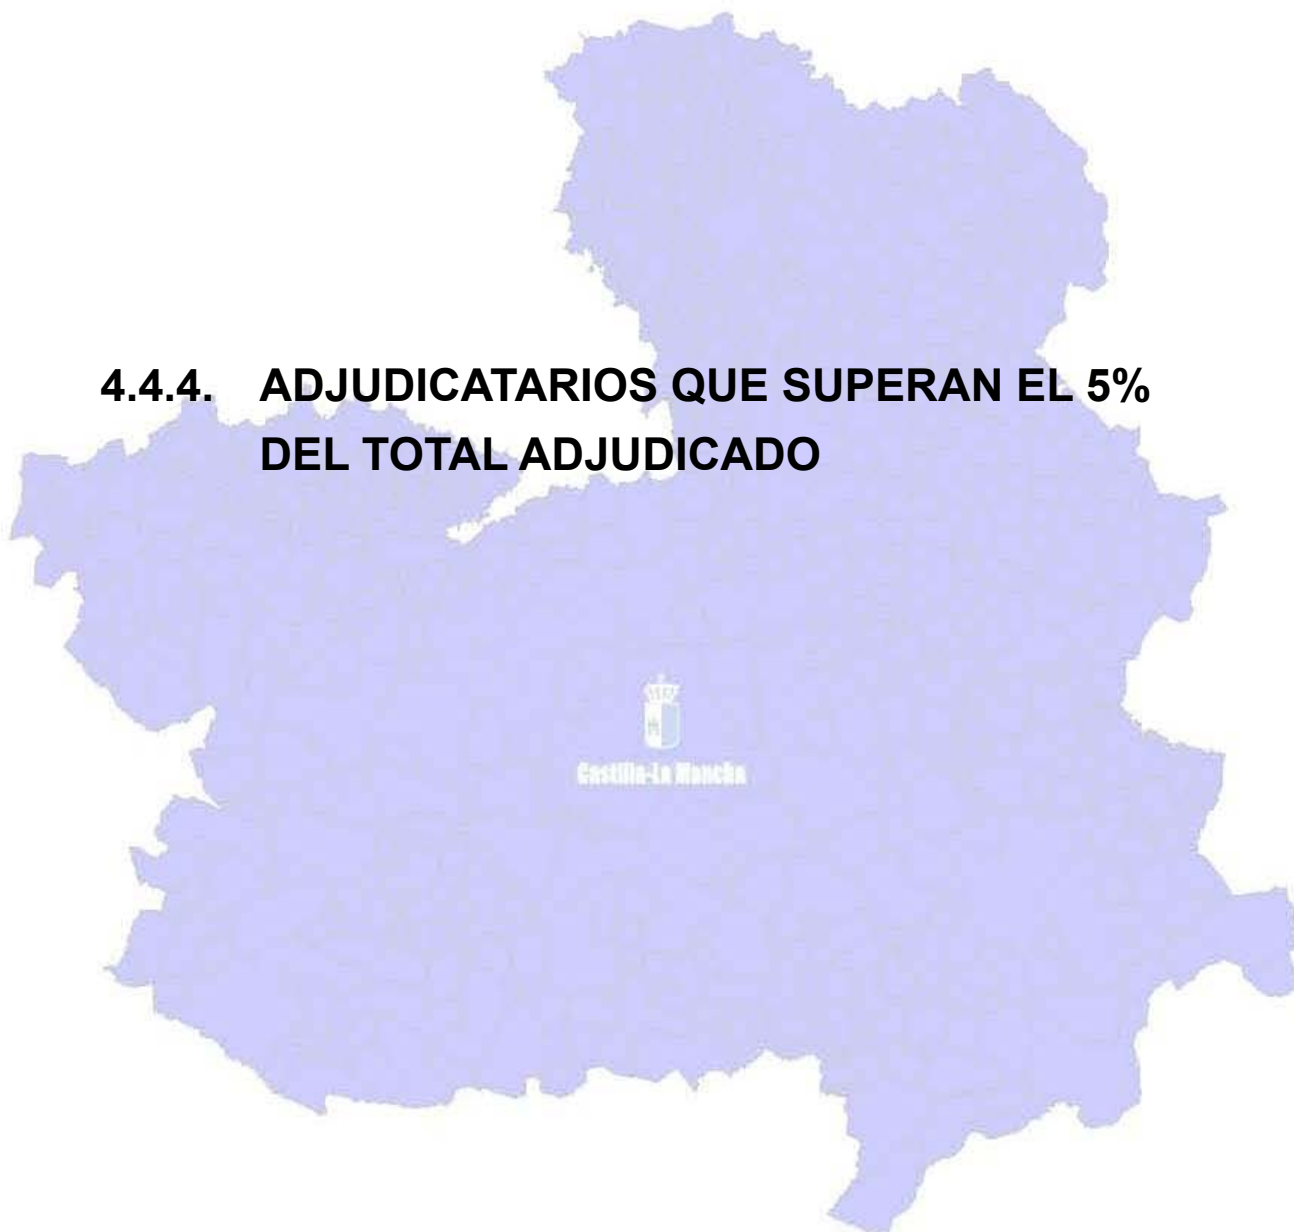 4.4.4. ADJUDICATARIOS QUE SUPERAN EL 5%
DEL TOTAL ADJUDICADO
Castilla-La Mancha